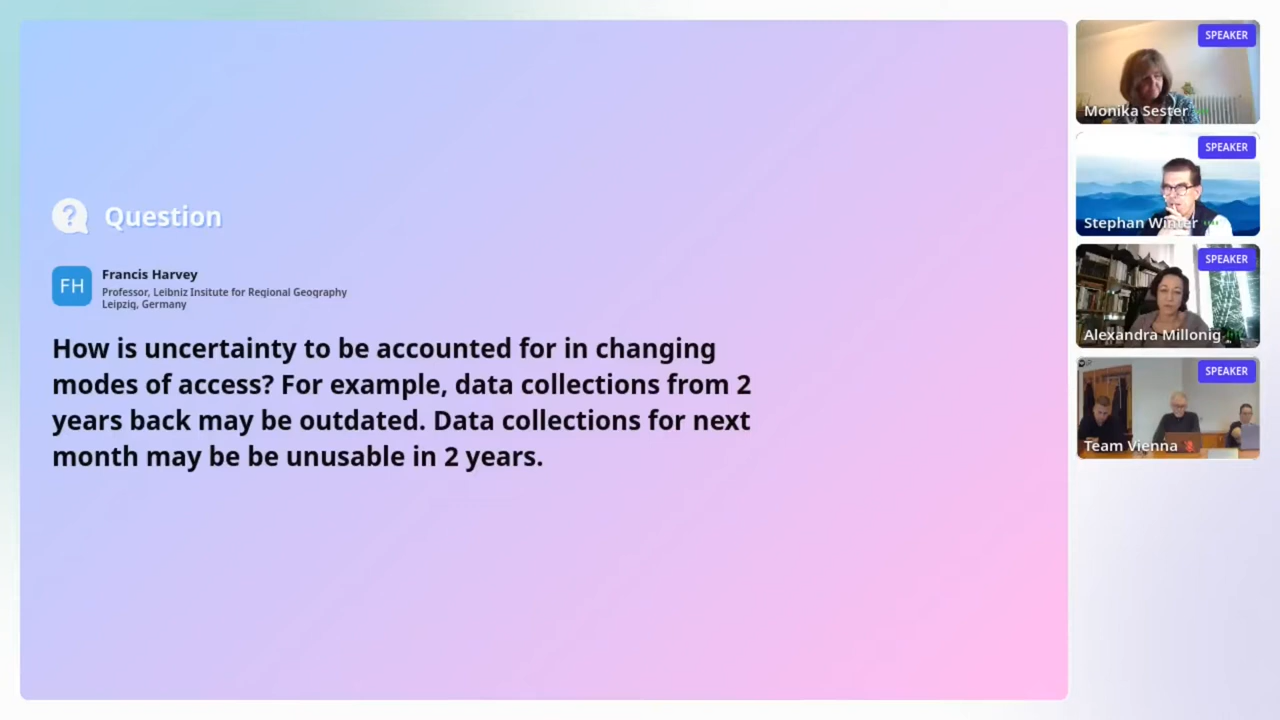 Question
FH
Francis Harvey
Professor, Leibniz Insitute for Regional Geography
Leipzig, Germany
How is uncertainty to be accounted for in changing
modes of access? For example, data collections from 2
years back may be outdated. Data collections for next
month may be be unusable in 2 years.
SPEAKER
Monika Sester
SPEAKER
Stephan Winter
SPEAKER
Alexandra Millonig
SPEAKER
Team Vienna